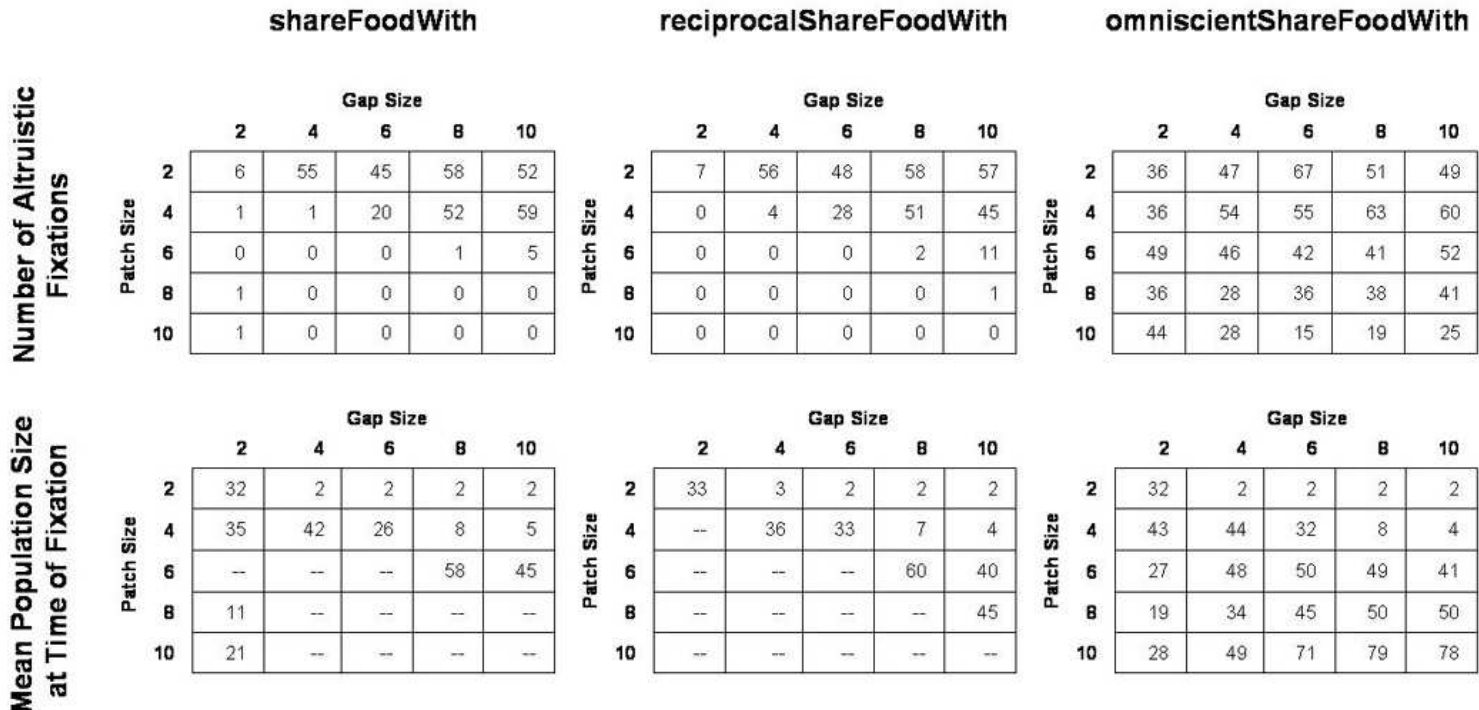 shareFoodWith reciprocalShareFoodWith omniscientShareFoodWith
Number of Altruistic
Fixations
Gap Size
2 4 6 8 10
Patch Size
2 6 55 45 58 52
4 1 1 20 52 59
6 0 0 0 1 5
8 1 0 0 0 0
10 1 0 0 0 0
Gap Size
2 4 6 8 10
Patch Size
2 7 56 48 58 57
4 0 4 28 51 45
6 0 0 0 2 11
8 0 0 0 0 1
10 0 0 0 0 0
Gap Size
2 4 6 8 10
Patch Size
2 36 47 67 51 49
4 36 54 55 63 60
6 49 46 42 41 52
8 36 28 36 38 41
10 44 28 15 19 25
Mean Population Size
at Time of Fixation
Gap Size
2 4 6 8 10
Patch Size
2 32 2 2 2 2
4 35 42 26 8 5
6 -- -- -- 58 45
8 11 -- -- -- --
10 21 -- -- -- --
Gap Size
2 4 6 8 10
Patch Size
2 33 3 2 2 2
4 -- 36 33 7 4
6 -- -- -- 60 40
8 -- -- -- -- 45
10 -- -- -- -- --
Gap Size
2 4 6 8 10
Patch Size
2 32 2 2 2 2
4 43 44 32 8 4
6 27 48 50 49 41
8 19 34 45 50 50
10 28 49 71 79 78